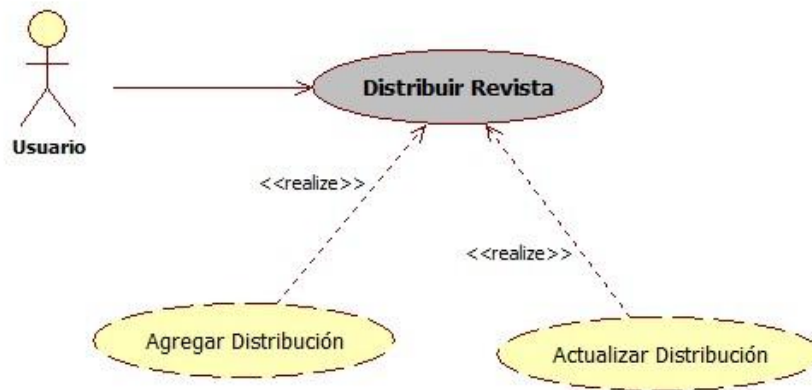 Distribuir Revista
Usuario
<<realize>>
<<realize>>
Agregar Distribución
Actualizar Distribución